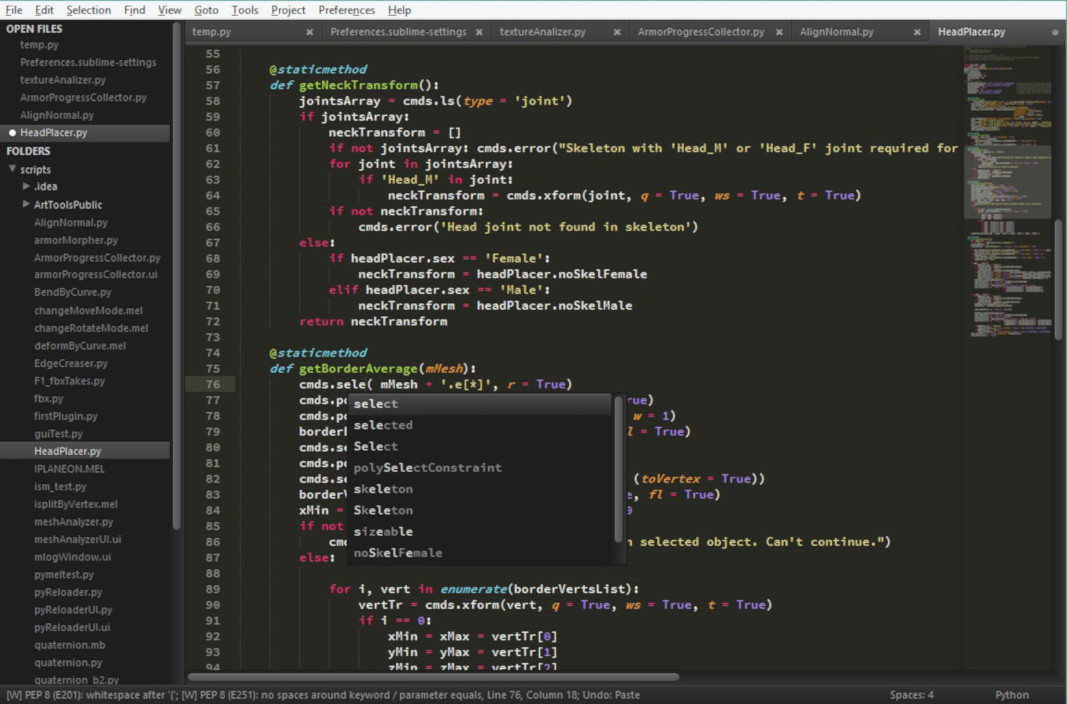 File Edit Selection Find View Goto Tools Project Preferences Help
OPEN FILES
temp.py
Preferences.sublime-settings
textureAnalizer.py
ArmorProgressCollector.py
AlignNormal.py
HeadPlacer.py
FOLDERS
scripts
.idea
ArtToolsPublic
AlignNormal.py
armorMorpher.py
ArmorProgressCollector.py
armorProgressCollector.ui
BendByCurve.py
changeMoveMode.mel
changeRotateMode.mel
deformByCurve.mel
EdgeCreaser.py
F1_fbxTakes.py
fbx.py
firstPlugin.py
guiTest.py
HeadPlacer.py
IPLANEON.MEL
ism_test.py
isplitByVertex.mel
meshAnalyzer.py
meshAnalyzerUI.ui
mlogWindow.ui
pymeltest.py
pyReloader.py
pyReloaderUI.py
pyReloaderUI.ui
quaternion.mb
quaternion.py
quaternion_b2.py
temp.py × Preferences.sublime-settings × textureAnalizer.py × ArmorProgressCollector.py × AlignNormal.py × HeadPlacer.py
55
56 @staticmethod
57 def getNeckTransform():
58 jointsArray = cmds.ls(type = 'joint')
59 if jointsArray:
60 neckTransform = []
61 if not jointsArray: cmds.error("Skeleton with 'Head_M' or 'Head_F' joint required for
62 for joint in jointsArray:
63 if 'Head_M' in joint:
64 neckTransform = cmds.xform(joint, q = True, ws = True, t = True)
65 if not neckTransform:
66 cmds.error('Head joint not found in skeleton')
67 else:
68 if headPlacer.sex == 'Female':
69 neckTransform = headPlacer.noSkelFemale
70 elif headPlacer.sex == 'Male':
71 neckTransform = headPlacer.noSkelMale
72 return neckTransform
73
74 @staticmethod
75 def getBorderAverage(mMesh):
76 cmds.sele( mMesh + '.e[*]', r = True)
77 cmds.po rue)
78 cmds.po w = 1)
79 border l = True)
80 cmds.se
81 cmds.po
82 cmds.se (toVertex = True))
83 border e, fl = True)
84 xMin = 0
85 if not
86 cm n selected object. Can't continue.")
87 else:
88
89 for i, vert in enumerate(borderVertsList):
90 vertTr = cmds.xform(vert, q = True, ws = True, t = True)
91 if i == 0:
92 xMin = xMax = vertTr[0]
93 yMin = yMax = vertTr[1]
94 zMin = zMax = vertTr[2]
select
selected
Select
polySelectConstraint
skeleton
Skeleton
sizeable
noSkelFemale
[W] PEP 8 (E201): whitespace after '('; [W] PEP 8 (E251): no spaces around keyword / parameter equals, Line 76, Column 18; Undo: Paste Spaces: 4 Python